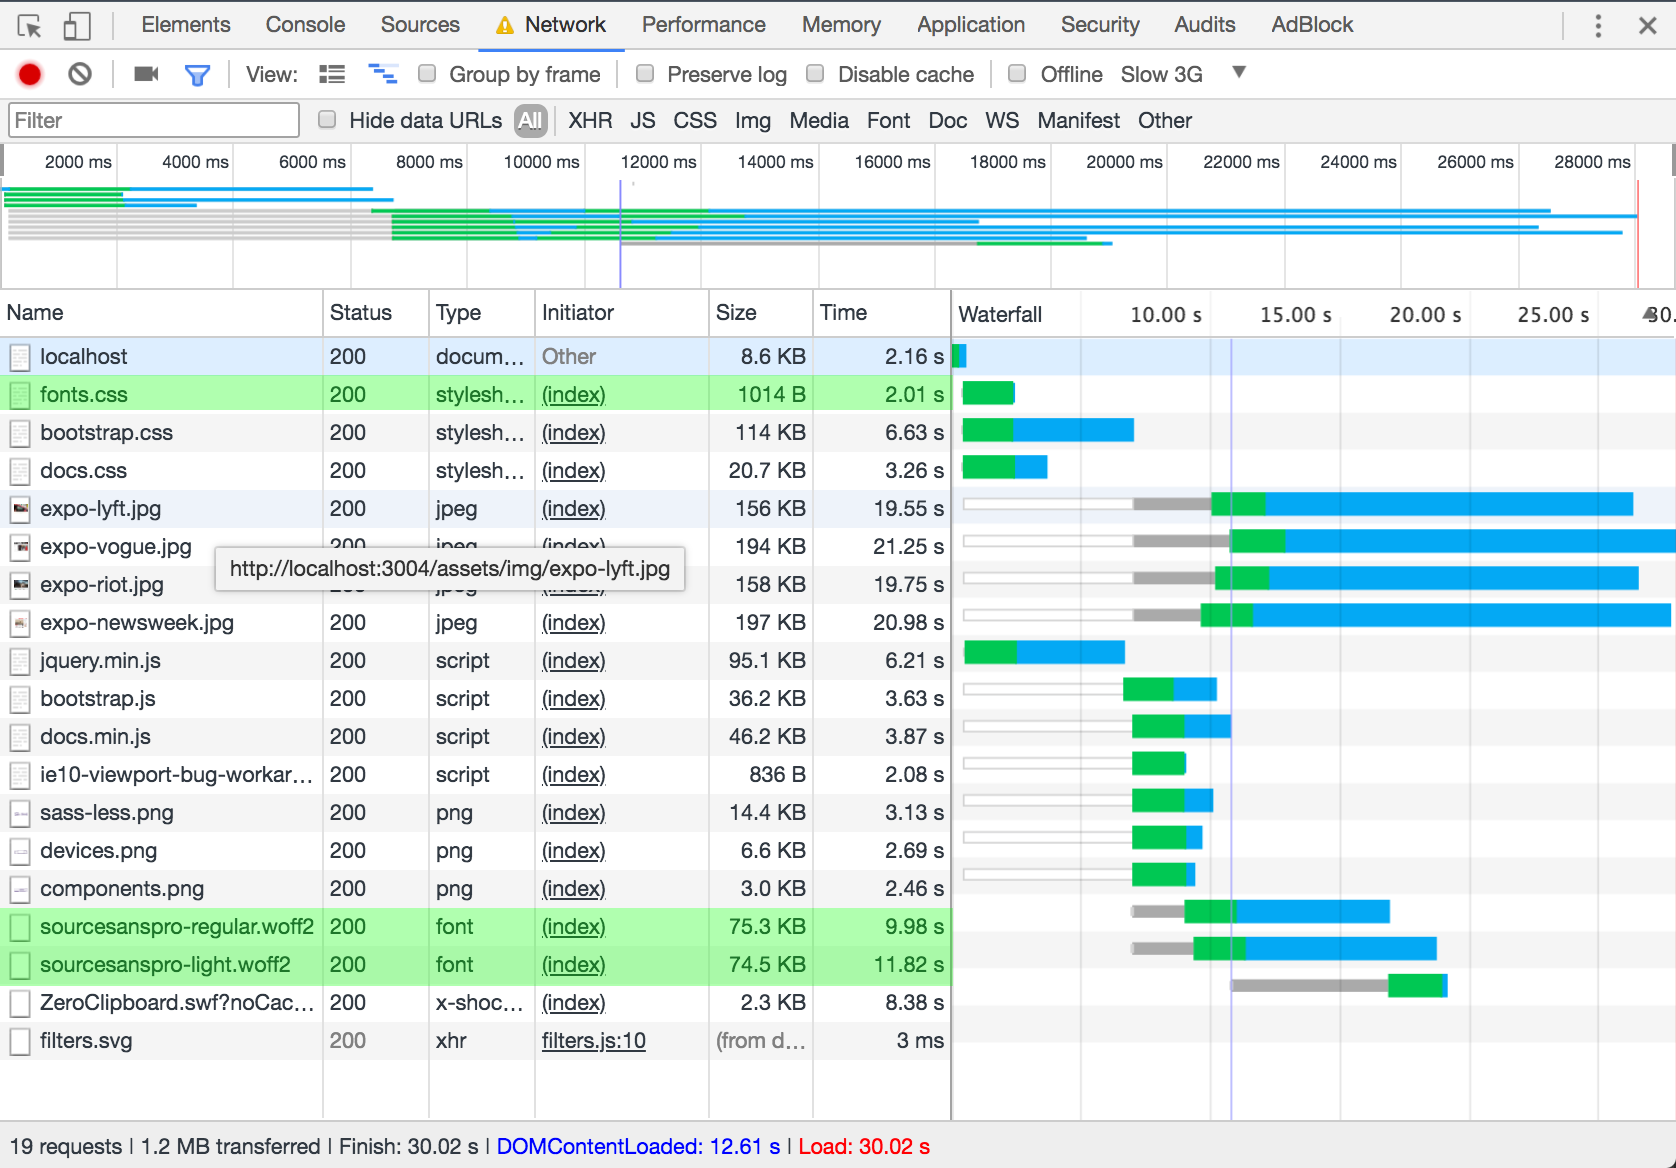 Elements Console Sources Network Performance Memory Application Security Audits AdBlock
View: Group by frame Preserve log Disable cache Offline Slow 3G
Filter Hide data URLs All XHR JS CSS Img Media Font Doc WS Manifest Other
2000 ms 4000 ms 6000 ms 8000 ms 10000 ms 12000 ms 14000 ms 16000 ms 18000 ms 20000 ms 22000 ms 24000 ms 26000 ms 28000 ms
Name Status Type Initiator Size Time Waterfall 10.00 s 15.00 s 20.00 s 25.00 s 30.
localhost 200 docum... Other 8.6 KB 2.16 s
fonts.css 200 stylesh... (index) 1014 B 2.01 s
bootstrap.css 200 stylesh... (index) 114 KB 6.63 s
docs.css 200 stylesh... (index) 20.7 KB 3.26 s
expo-lyft.jpg 200 jpeg (index) 156 KB 19.55 s
expo-vogue.jpg 200 jpeg (index) 194 KB 21.25 s
http://localhost:3004/assets/img/expo-lyft.jpg
expo-riot.jpg 158 KB 19.75 s
expo-newsweek.jpg 200 jpeg (index) 197 KB 20.98 s
jquery.min.js 200 script (index) 95.1 KB 6.21 s
bootstrap.js 200 script (index) 36.2 KB 3.63 s
docs.min.js 200 script (index) 46.2 KB 3.87 s
ie10-viewport-bug-workar... 200 script (index) 836 B 2.08 s
sass-less.png 200 png (index) 14.4 KB 3.13 s
devices.png 200 png (index) 6.6 KB 2.69 s
components.png 200 png (index) 3.0 KB 2.46 s
sourcesanspro-regular.woff2 200 font (index) 75.3 KB 9.98 s
sourcesanspro-light.woff2 200 font (index) 74.5 KB 11.82 s
ZeroClipboard.swf?noCac... 200 x-shoc... (index) 2.3 KB 8.38 s
filters.svg 200 xhr filters.js:10 (from d... 3 ms
19 requests | 1.2 MB transferred | Finish: 30.02 s | DOMContentLoaded: 12.61 s | Load: 30.02 s